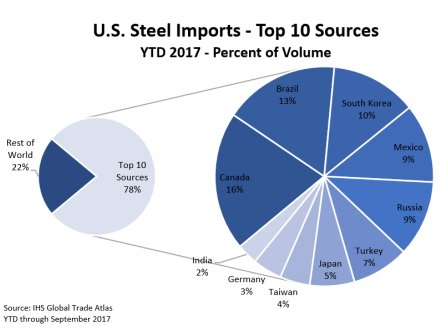 U.S. Steel Imports - Top 10 Sources
YTD 2017 - Percent of Volume
Rest of
World
22%
Top 10
Sources
78%
Brazil
13%
South Korea
10%
Mexico
9%
Russia
9%
Turkey
7%
Japan
5%
Taiwan
4%
Germany
3%
India
2%
Canada
16%
Source: IHS Global Trade Atlas
YTD through September 2017